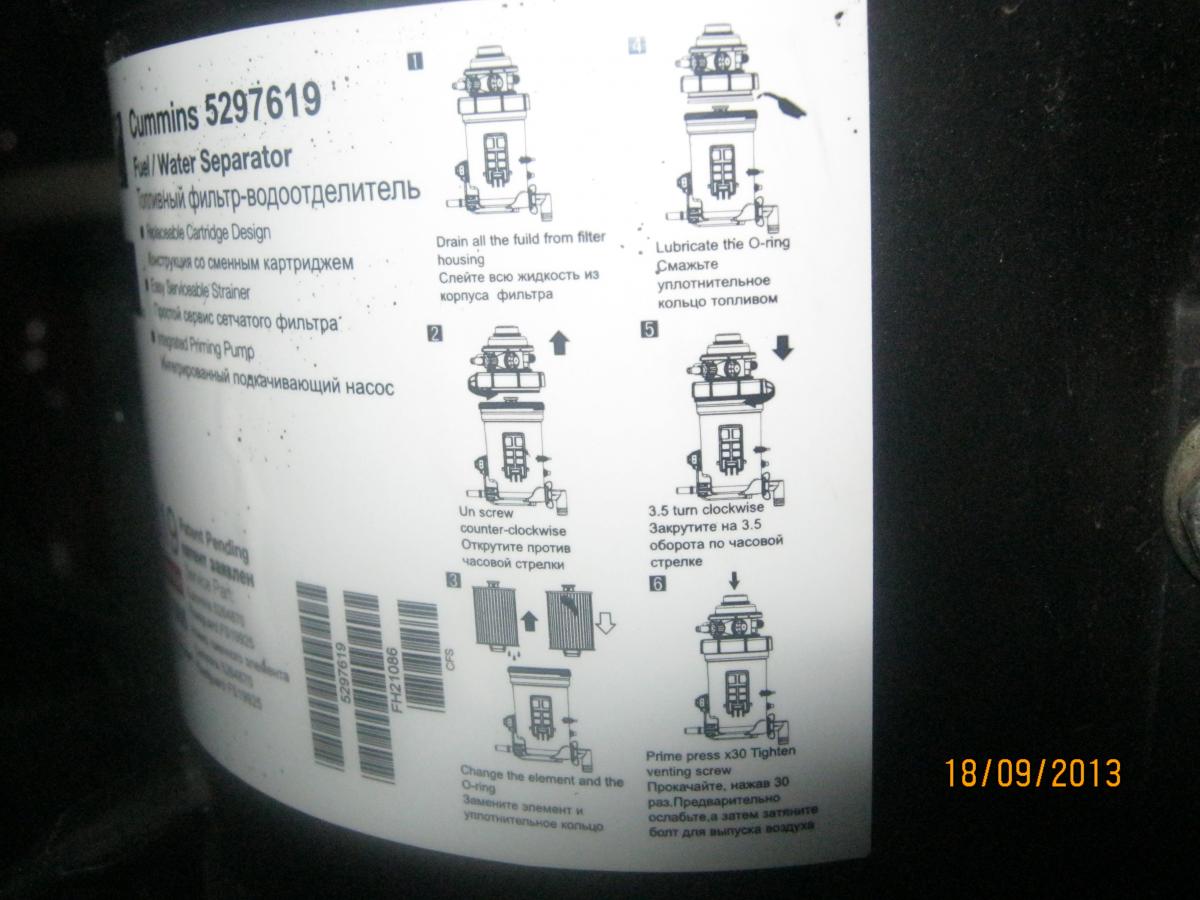 Cummins 5297619
Fuel / Water Separator
Топливный фильтр-водоотделитель
Replaceable Cartridge Design
Конструкция со сменным картриджем
Easy Serviceable Strainer
Простой сервис сетчатого фильтра
Integrated Priming Pump
Интегрированный подкачивающий насос
Patent Pending
патент заявлен
Service Part:
5297619
FH21086
CFS
1
Drain all the fuild from filter
housing
Слейте всю жидкость из
корпуса фильтра
2
Un screw
counter-clockwise
Открутите против
часовой стрелки
3
Change the element and the
O-ring
Замените элемент и
уплотнительное кольцо
4
Lubricate the O-ring
Смажьте
уплотнительное
кольцо топливом
5
3.5 turn clockwise
Закрутите на 3.5
оборота по часовой
стрелке
6
Prime press x30 Tighten
venting screw
Прокачайте, нажав 30
раз.Предварительно
ослабьте,а затем затяните
болт для выпуска воздуха
18/09/2013